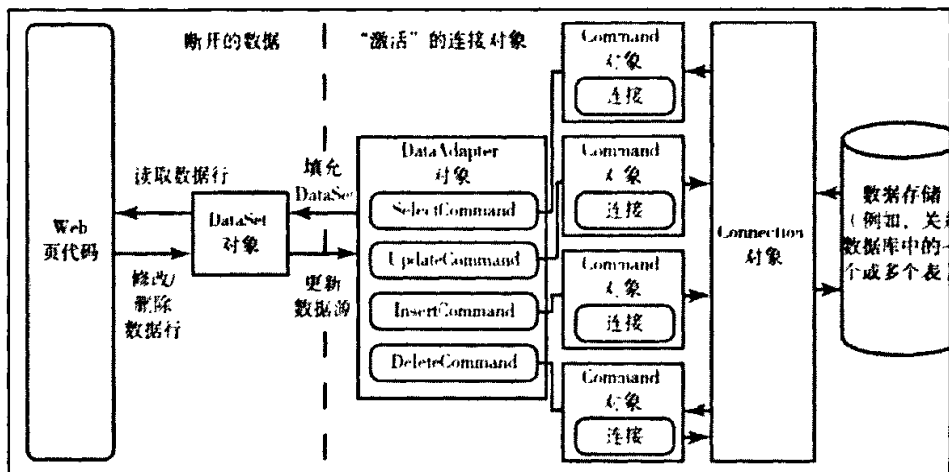 断开的数据
“激活”的连接对象
Web
页代码
读取数据行
修改/
删除
数据行
DataSet
对象
填充
DataSet
更新
数据源
DataAdapter
对象
SelectCommand
UpdateCommand
InsertCommand
DeleteCommand
Command
对象
连接
Command
对象
连接
Command
对象
连接
Command
对象
连接
Connection
对象
数据存储
（例如，关
数据库中的一
个或多个表